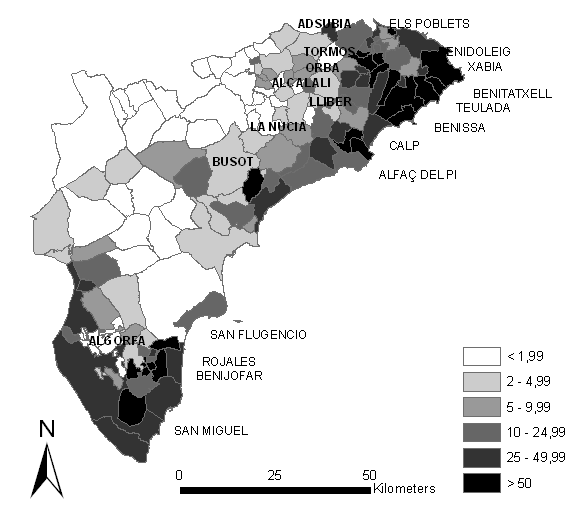 ADSUBIA
ELS POBLETS
TORMOS
ENIDOLEIG
ORBA
XABIA
ALCALALI
BENITATXELL
LLIBER
TEULADA
LA NUCIA
BENISSA
CALP
BUSOT
ALFAÇ DEL PI
SAN FLUGENCIO
ALGORFA
ROJALES
BENIJOFAR
SAN MIGUEL
< 1,99
2 - 4,99
5 - 9,99
10 - 24,99
25 - 49,99
> 50
N
0 25 50
Kilometers